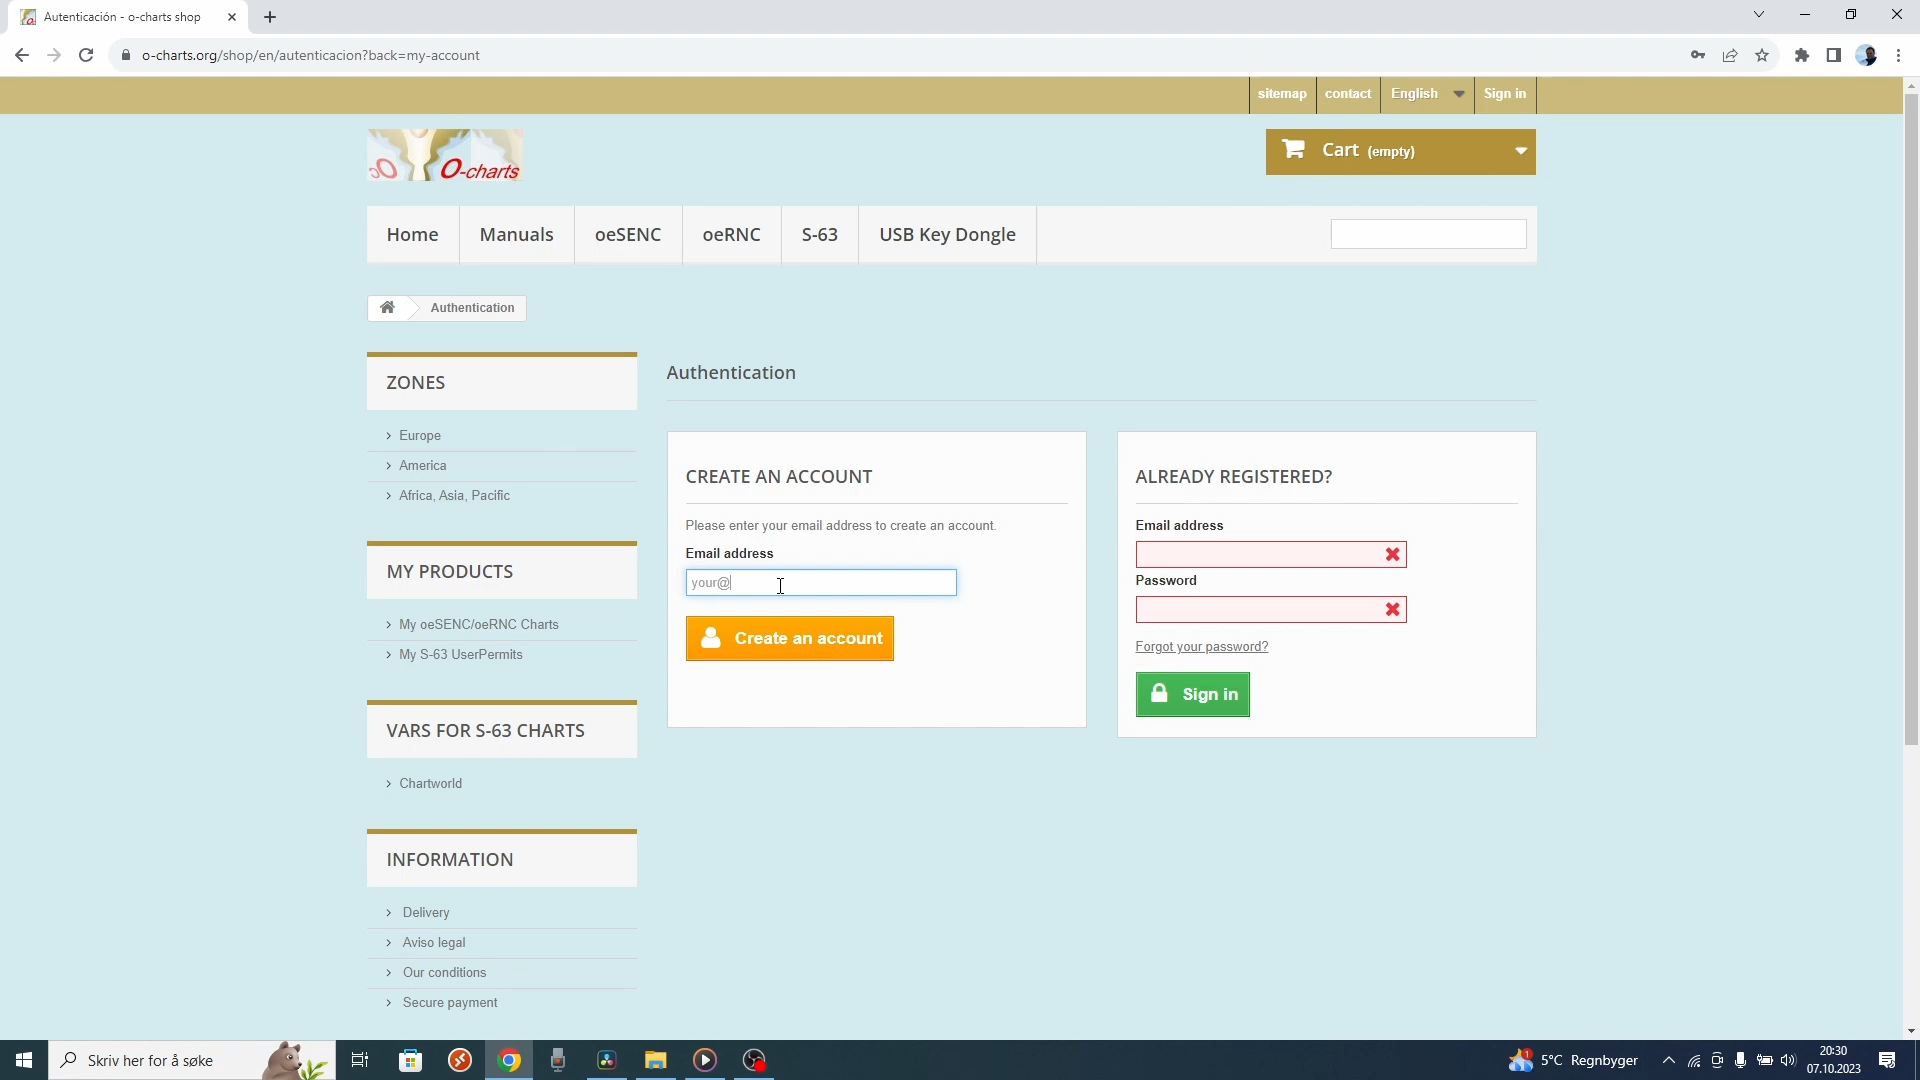 Autenticación - o-charts shop
o-charts.org/shop/en/autenticacion?back=my-account
sitemap
contact
English
Sign in
O-charts
Cart (empty)
Home
Manuals
oeSENC
oeRNC
S-63
USB Key Dongle
Authentication
ZONES
Europe
America
Africa, Asia, Pacific
MY PRODUCTS
My oeSENC/oeRNC Charts
My S-63 UserPermits
VARS FOR S-63 CHARTS
Chartworld
INFORMATION
Delivery
Aviso legal
Our conditions
Secure payment
Authentication
CREATE AN ACCOUNT
Please enter your email address to create an account.
Email address
your@
Create an account
ALREADY REGISTERED?
Email address
Password
Forgot your password?
Sign in
Skriv her for å søke
1
5°C Regnbyger
20:30
07.10.2023